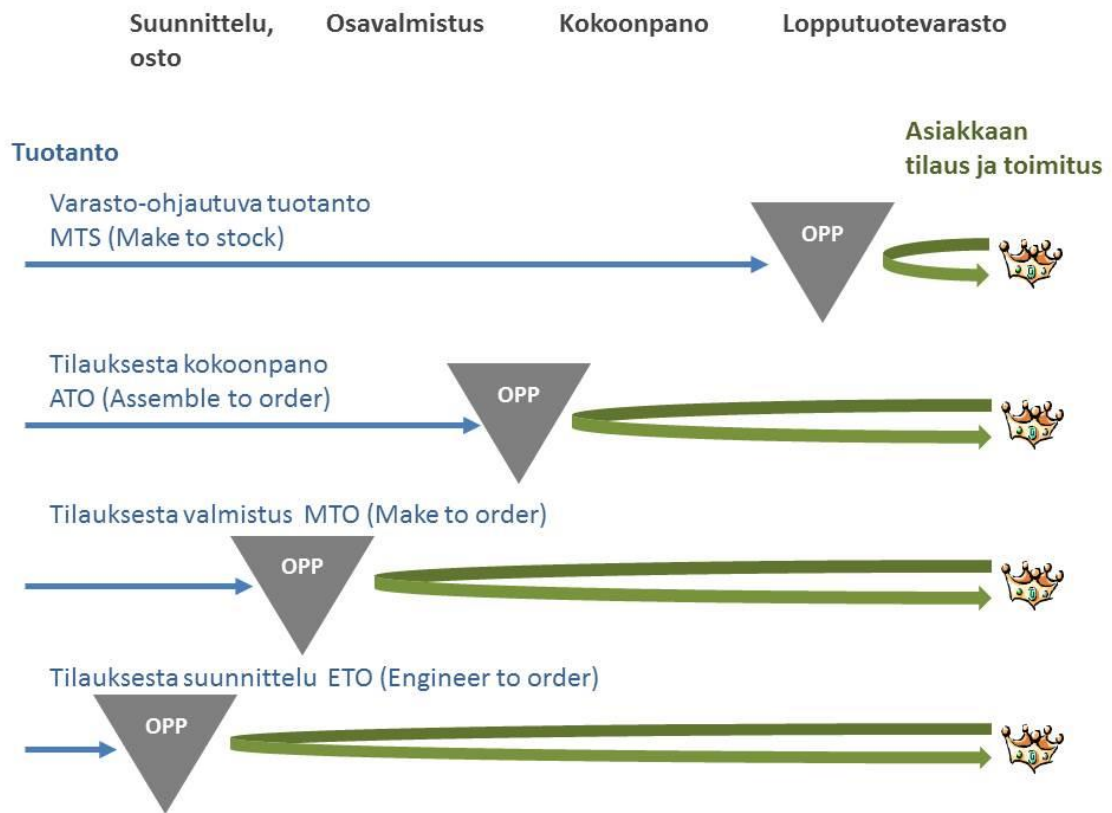 Suunnittelu,
osto
Osavalmistus
Kokoonpano
Lopputuotevarasto
Asiakkaan
tilaus ja toimitus
Tuotanto
Varasto-ohjautuva tuotanto
MTS (Make to stock)
OPP
Tilauksesta kokoonpano
ATO (Assemble to order)
OPP
Tilauksesta valmistus MTO (Make to order)
OPP
Tilauksesta suunnittelu ETO (Engineer to order)
OPP